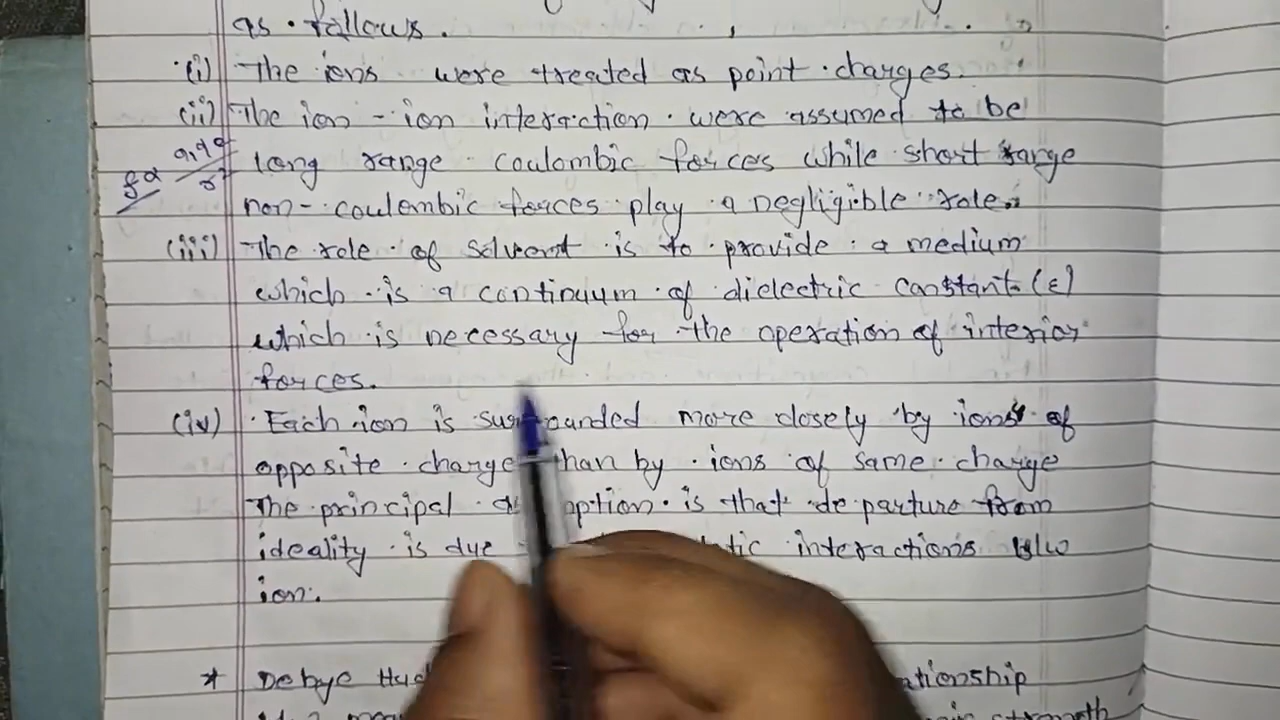 as follows.
(i) The ions were treated as point charges.
(ii) The ion - ion interaction were assumed to be
long range coulombic forces while short range
non-coulombic forces play a negligible role.
(iii) The role of solvent is to provide a medium
which is a continuum of dielectric constant (ε)
which is necessary for the operation of interior
forces.
(iv) Each ion is surrounded more closely by ions of
opposite charge than by ions of same charge
The principal is that departure from
ideality is due interactions b/w
ion.
* Debye